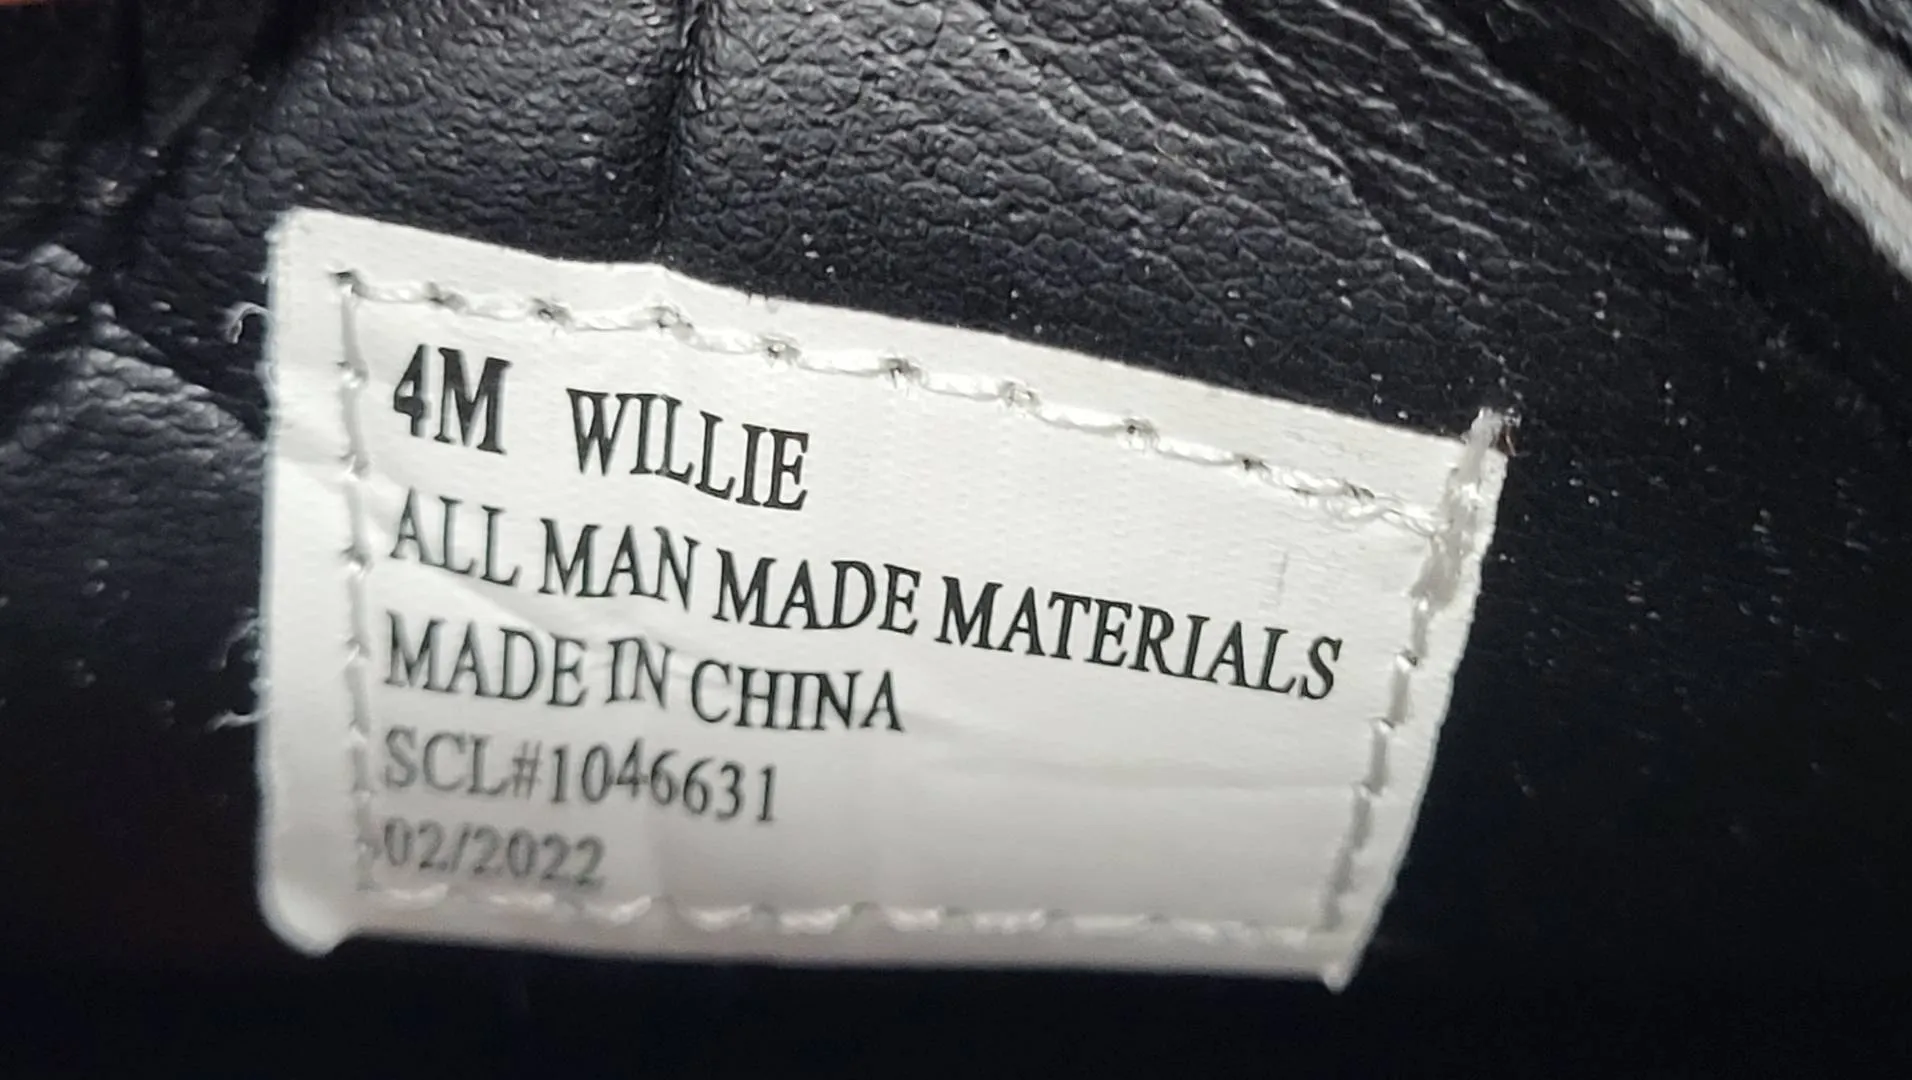 4M WILLIE
ALL MAN MADE MATERIALS
MADE IN CHINA
SCL#1046631
02/2022